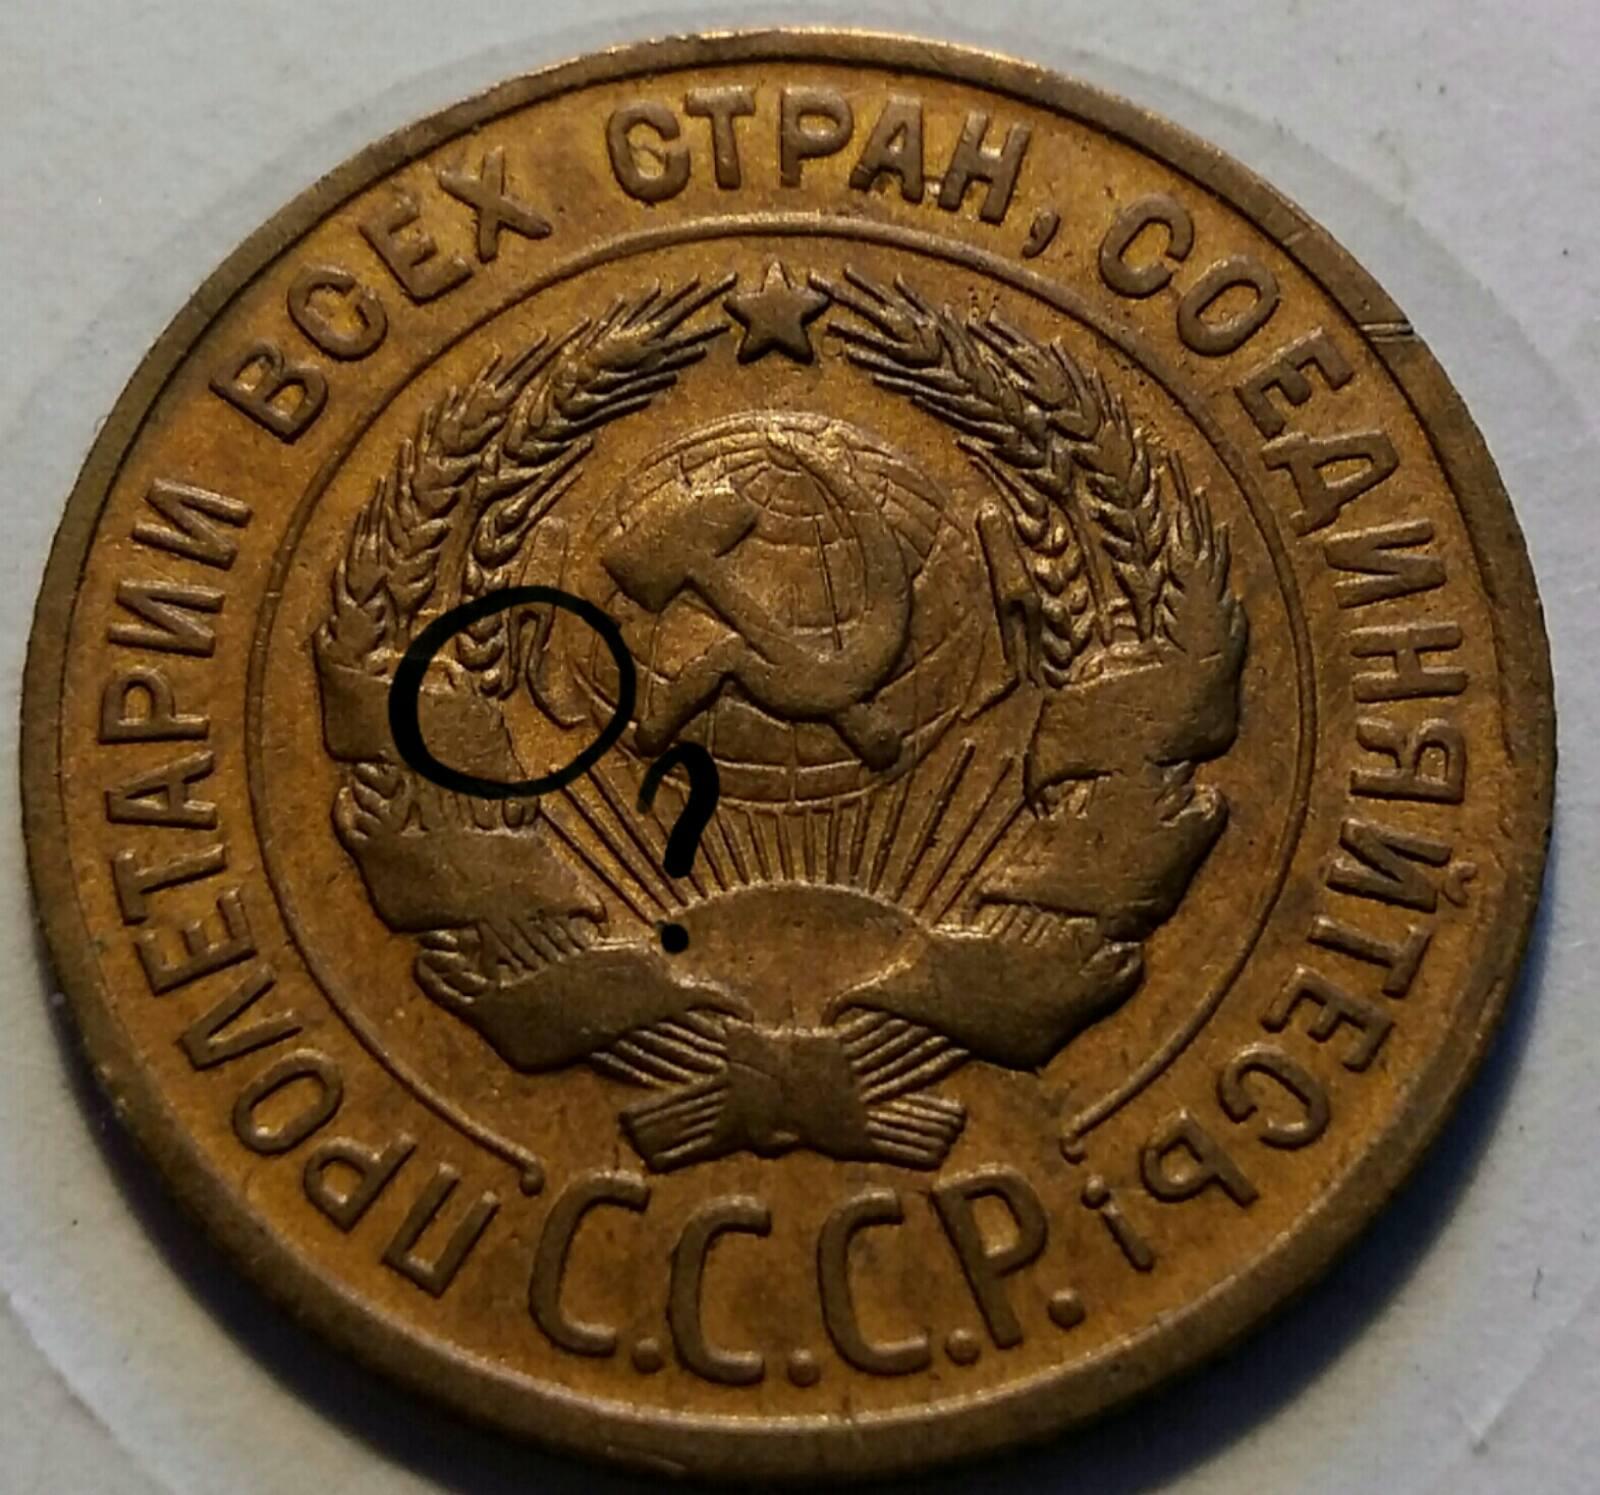 ПРОЛЕТАРИИ ВСЕХ СТРАН, СОЕДИНЯЙТЕСЬ!
С.С.С.Р.
?